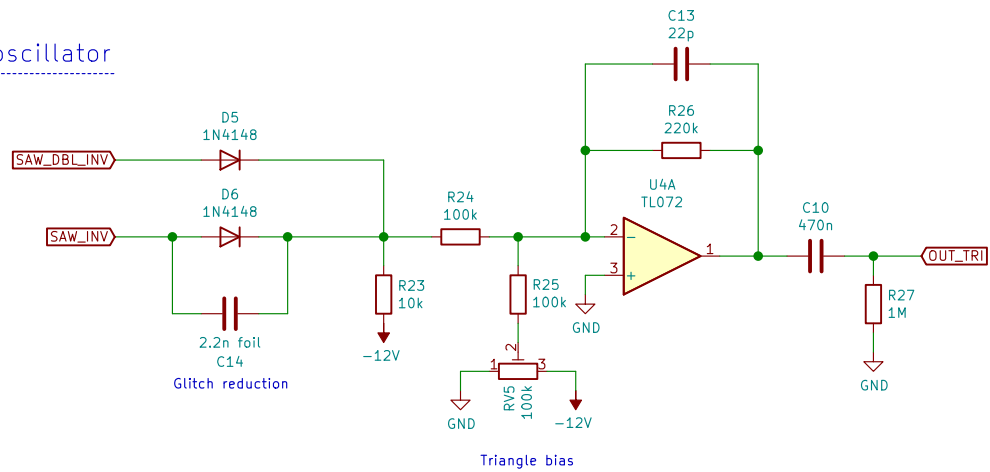 oscillator
C13
22p
R26
220k
D5
1N4148
SAW_DBL_INV
D6
1N4148
SAW_INV
R24
100k
U4A
TL072
2
3
1
C10
470n
OUT_TRI
R23
10k
-12V
R25
100k
GND
R27
1M
GND
2.2n foil
C14
Glitch reduction
2
1
3
RV5
100k
GND
-12V
Triangle bias